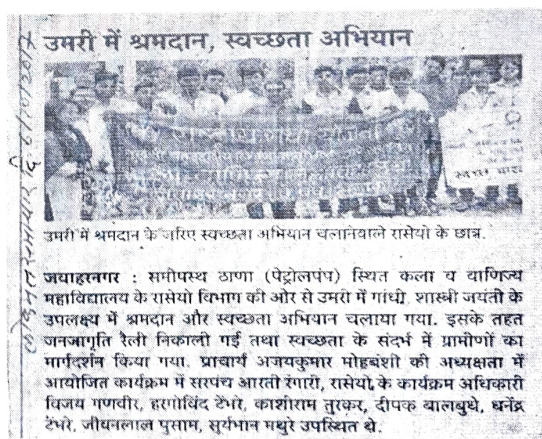 उमरी में श्रमदान, स्वच्छता अभियान
उमरी में श्रमदान के जरिए स्वच्छता अभियान चलानेवाले रासेयो के छात्र.
जवाहरनगर : समीपस्थ ठाणा (पेट्रोलपंप) स्थित कला व वाणिज्य
महाविद्यालय के रासेयो विभाग की ओर से उमरी में गांधी, शास्त्री जयंती के
उपलक्ष्य में श्रमदान और स्वच्छता अभियान चलाया गया. इसके तहत
जनजागृति रैली निकाली गई तथा स्वच्छता के संदर्भ में ग्रामीणों का
मार्गदर्शन किया गया. प्राचार्य अजयकुमार मोहबंशी की अध्यक्षता में
आयोजित कार्यक्रम में सरपंच आरती रंगारी, रासेयो, के कार्यक्रम अधिकारी
विजय गणवीर, हरगोविंद टेंभरे, काशीराम तुरकर, दीपक बालबुधे, धनेंद्र
टेंभरे, जीवनलाल पुसाम, सुर्यभान मथुरे उपस्थित थे.